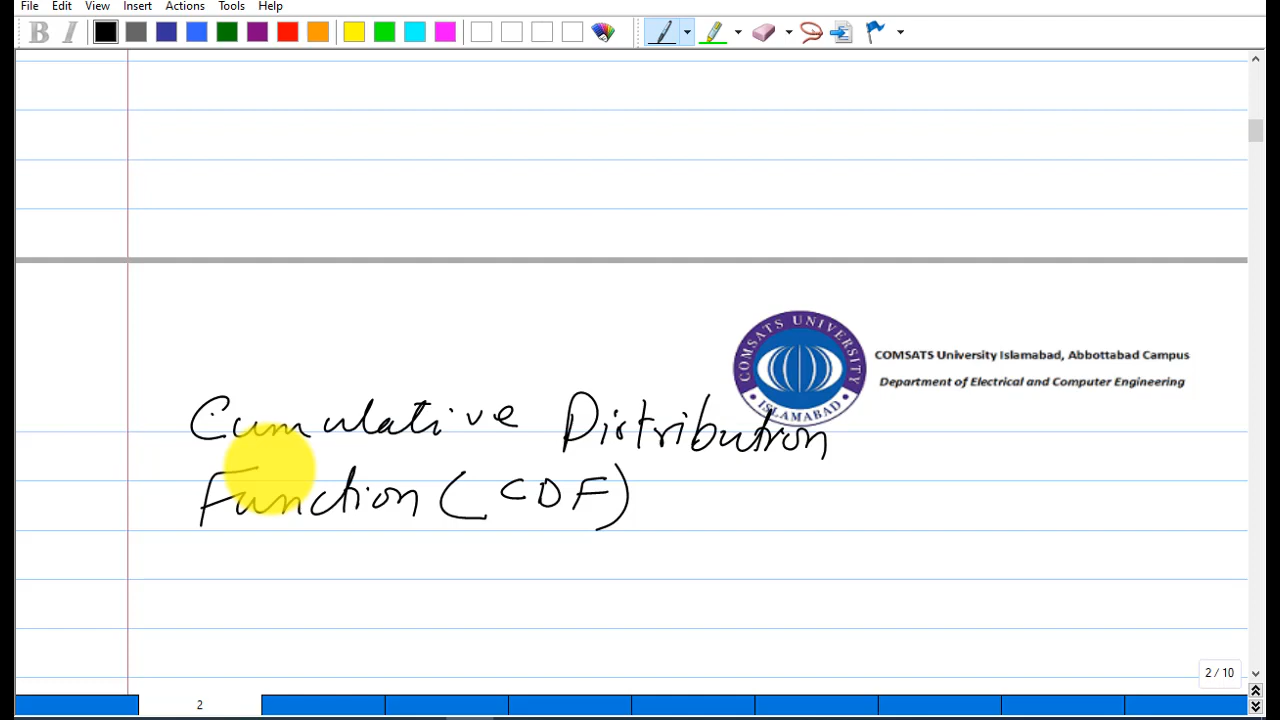 File Edit View Insert Actions Tools Help
B I
COMSATS UNIVERSITY
ISLAMABAD
COMSATS University Islamabad, Abbottabad Campus
Department of Electrical and Computer Engineering
Cumulative Distribution
Function (CDF)
2 / 10
2